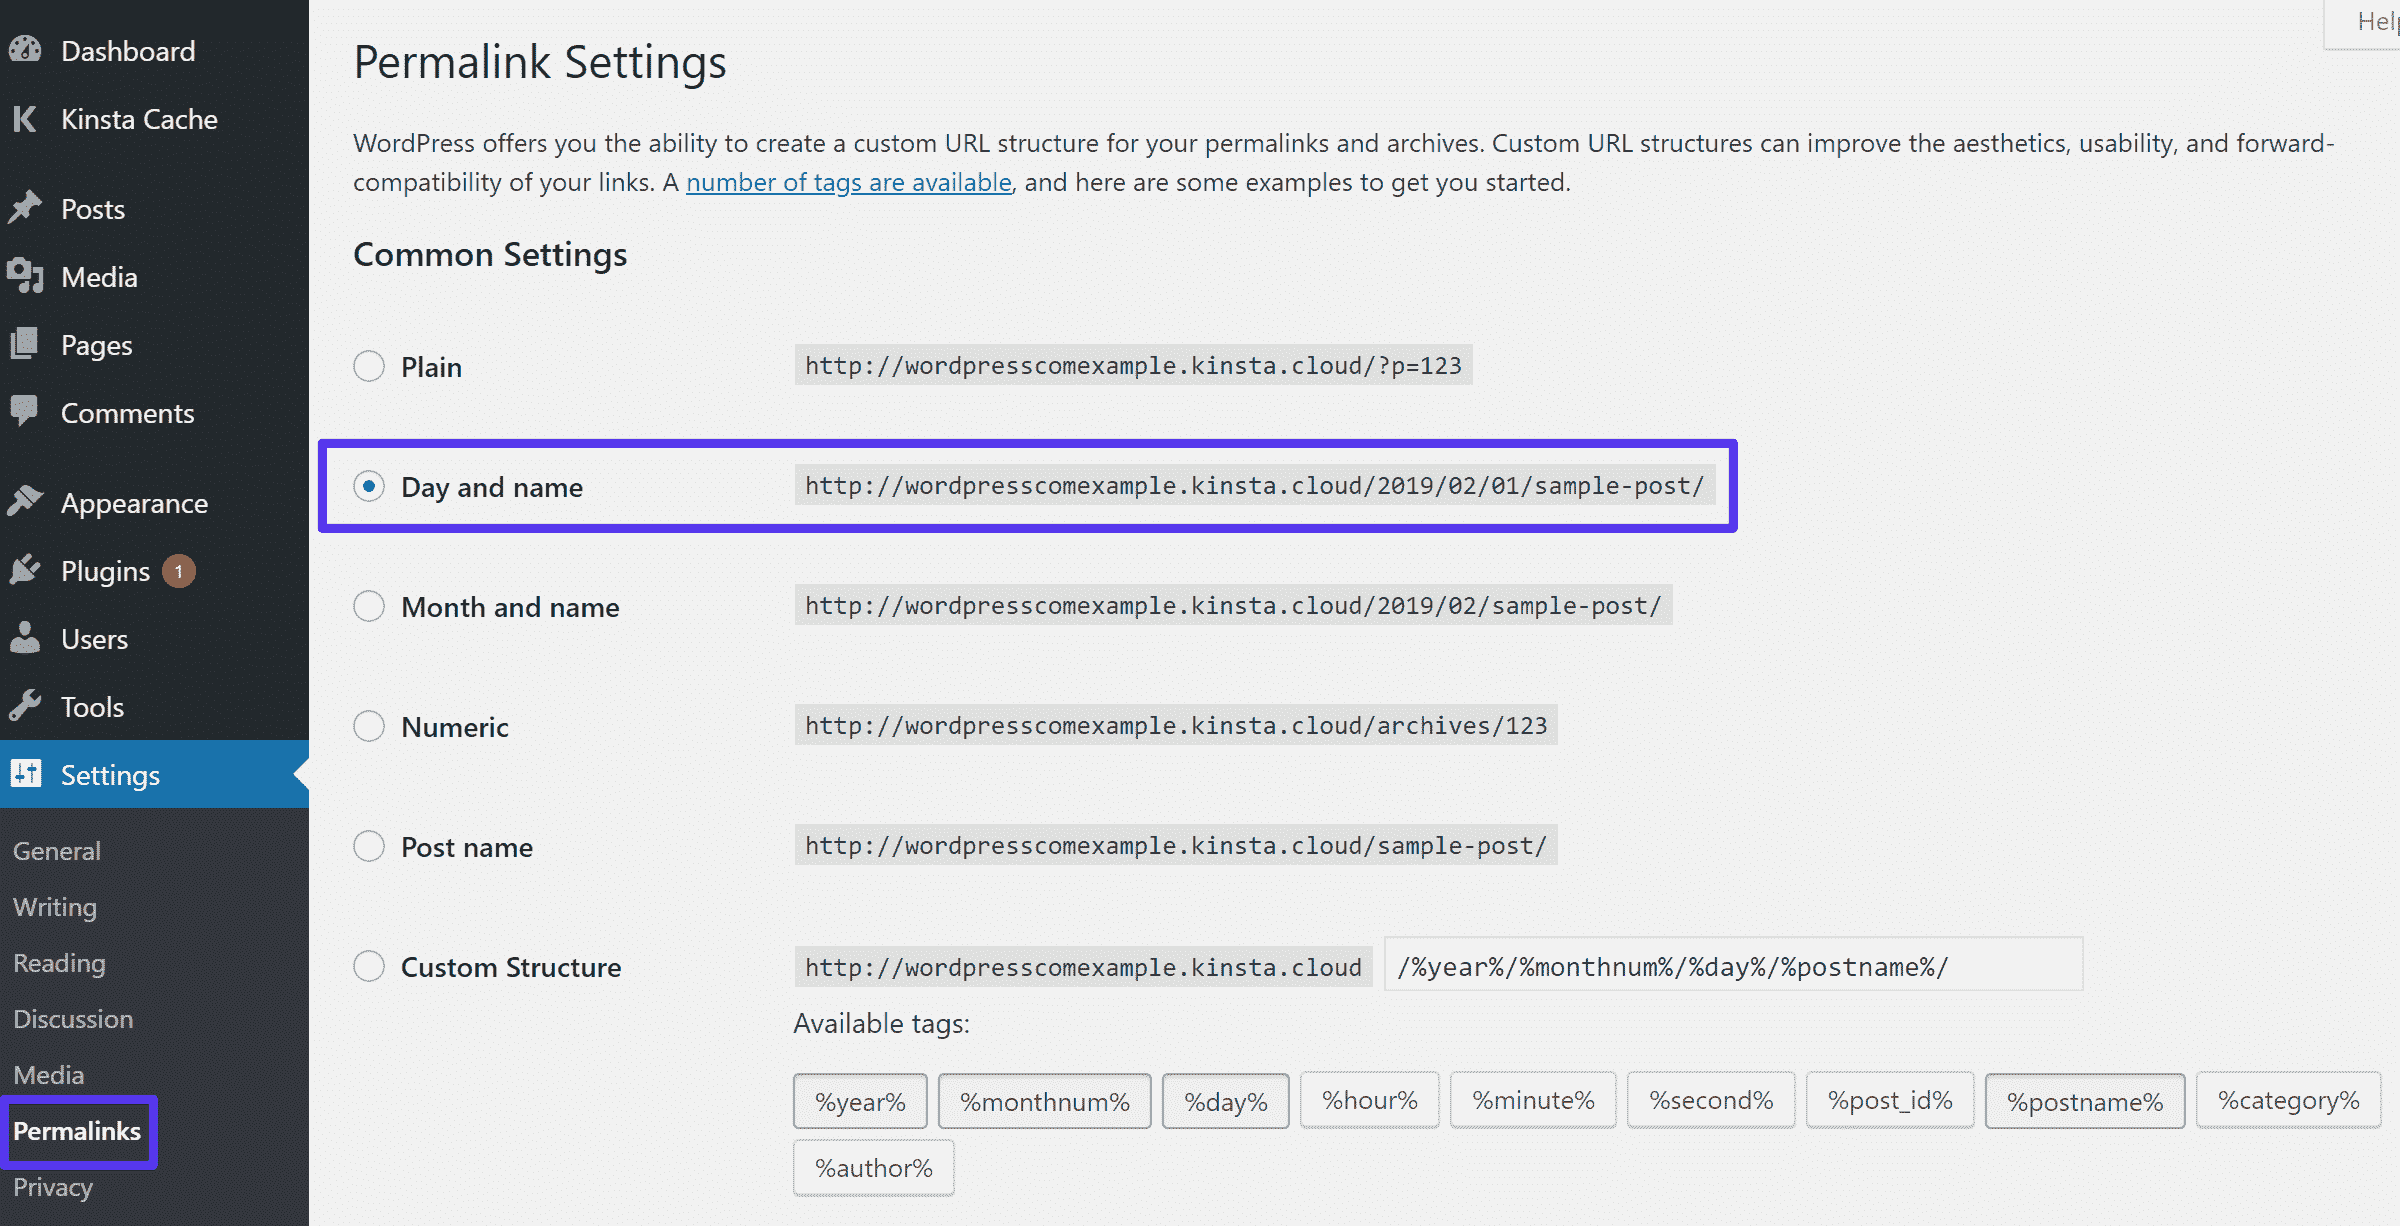 Dashboard
Kinsta Cache
Posts
Media
Pages
Comments
Appearance
Plugins 1
Users
Tools
Settings
General
Writing
Reading
Discussion
Media
Permalinks
Privacy
Permalink Settings
WordPress offers you the ability to create a custom URL structure for your permalinks and archives. Custom URL structures can improve the aesthetics, usability, and forward-
compatibility of your links. A number of tags are available, and here are some examples to get you started.
Common Settings
Plain http://wordpresscomexample.kinsta.cloud/?p=123
Day and name http://wordpresscomexample.kinsta.cloud/2019/02/01/sample-post/
Month and name http://wordpresscomexample.kinsta.cloud/2019/02/sample-post/
Numeric http://wordpresscomexample.kinsta.cloud/archives/123
Post name http://wordpresscomexample.kinsta.cloud/sample-post/
Custom Structure http://wordpresscomexample.kinsta.cloud /%year%/%monthnum%/%day%/%postname%/
Available tags:
%year% %monthnum% %day% %hour% %minute% %second% %post_id% %postname% %category%
%author%